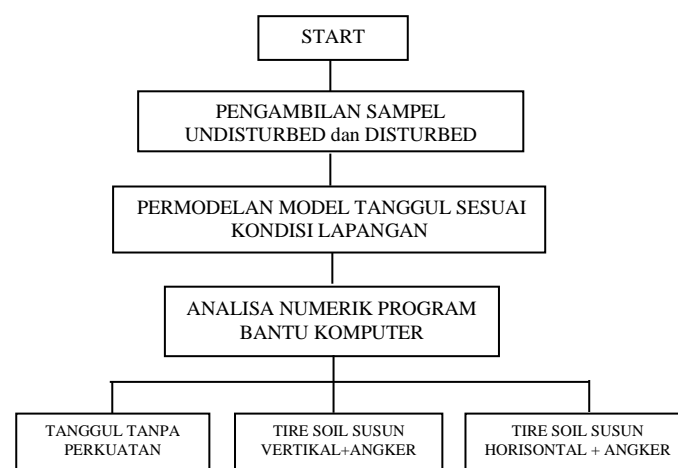 START
PENGAMBILAN SAMPEL
UNDISTURBED dan DISTURBED
PERMODELAN MODEL TANGGUL SESUAI
KONDISI LAPANGAN
ANALISA NUMERIK PROGRAM
BANTU KOMPUTER
TANGGUL TANPA
PERKUATAN
TIRE SOIL SUSUN
VERTIKAL+ANGKER
TIRE SOIL SUSUN
HORISONTAL + ANGKER